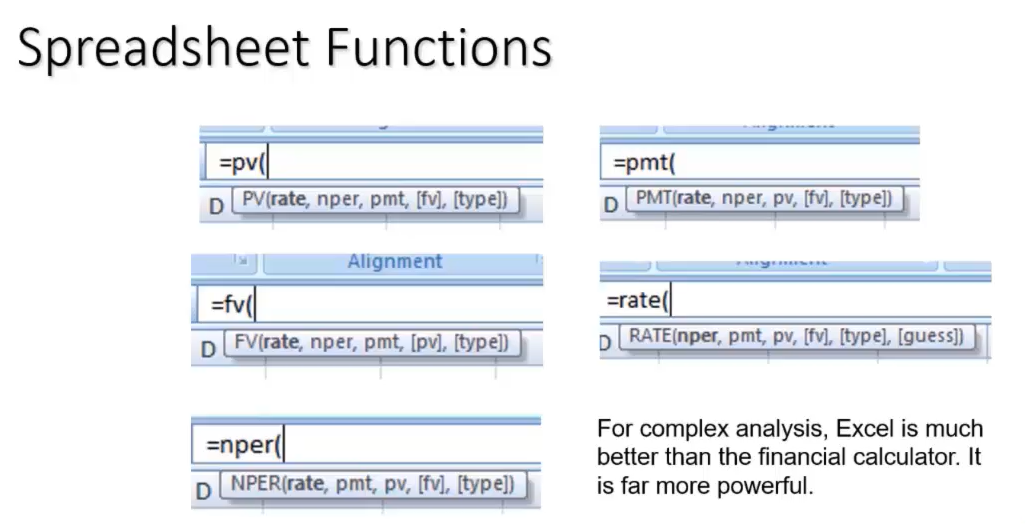 Spreadsheet Functions
=pv(
D PV(rate, nper, pmt, [fv], [type])
=pmt(
D PMT(rate, nper, pv, [fv], [type])
Alignment
=fv(
D FV(rate, nper, pmt, [pv], [type])
=rate(
D RATE(nper, pmt, pv, [fv], [type], [guess])
=nper(
D NPER(rate, pmt, pv, [fv], [type])
For complex analysis, Excel is much
better than the financial calculator. It
is far more powerful.